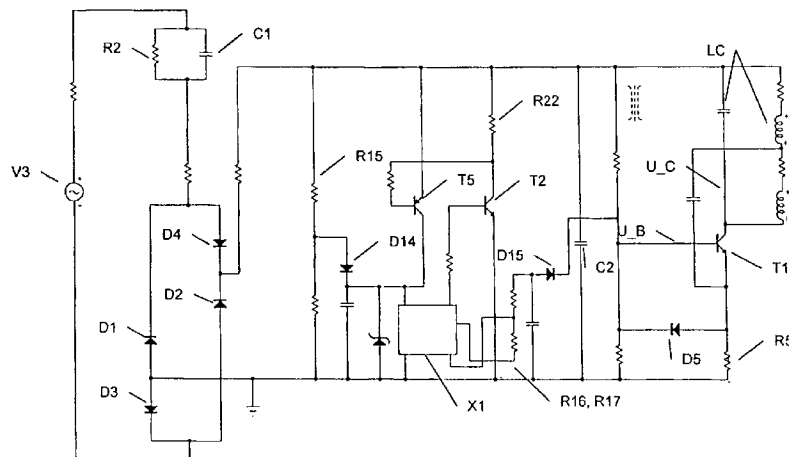 R2
C1
LC
R22
R15
V3
T5
T2
U_C
D4
D14
D15
U_B
C2
T1
D2
D1
D5
R5
D3
X1
R16, R17